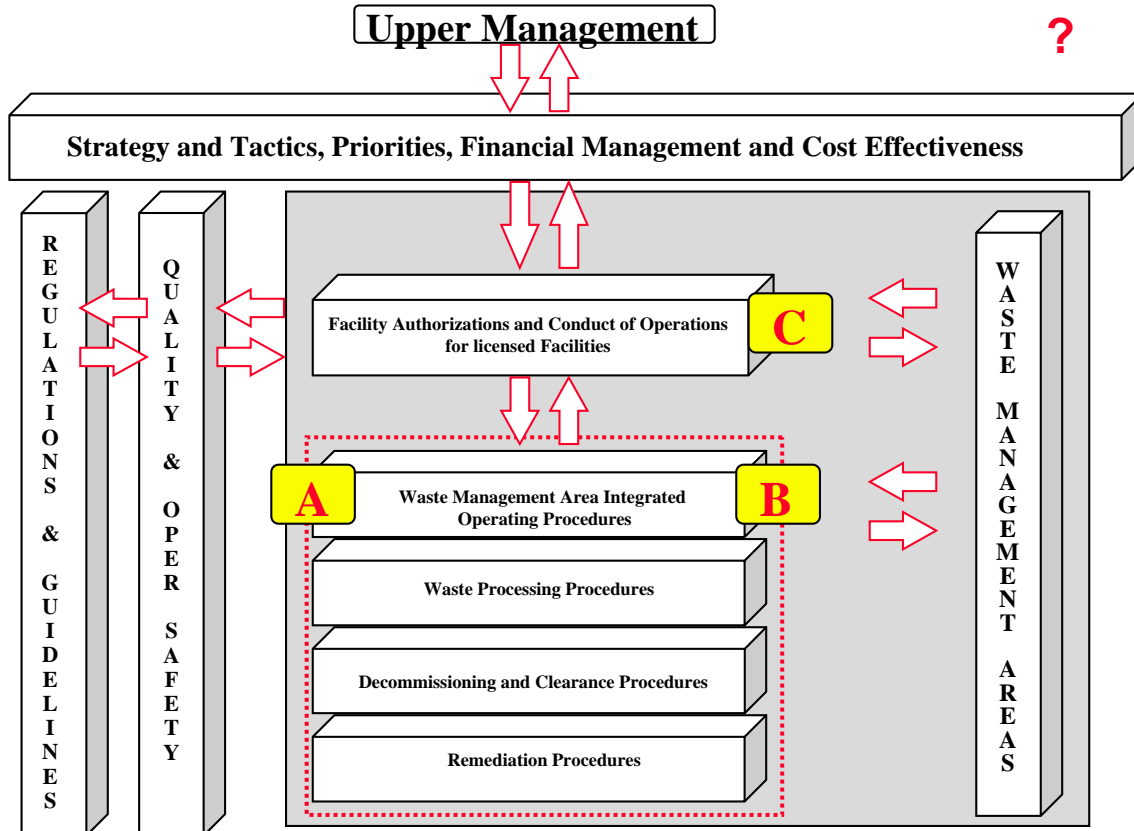 Upper Management
?
Strategy and Tactics, Priorities, Financial Management and Cost Effectiveness
REGULATIONS & GUIDELINES
QUALITY & OPER SAFETY
Facility Authorizations and Conduct of Operations
for licensed Facilities
C
A
Waste Management Area Integrated
Operating Procedures
B
Waste Processing Procedures
Decommissioning and Clearance Procedures
Remediation Procedures
WASTE MANAGEMENT AREAS